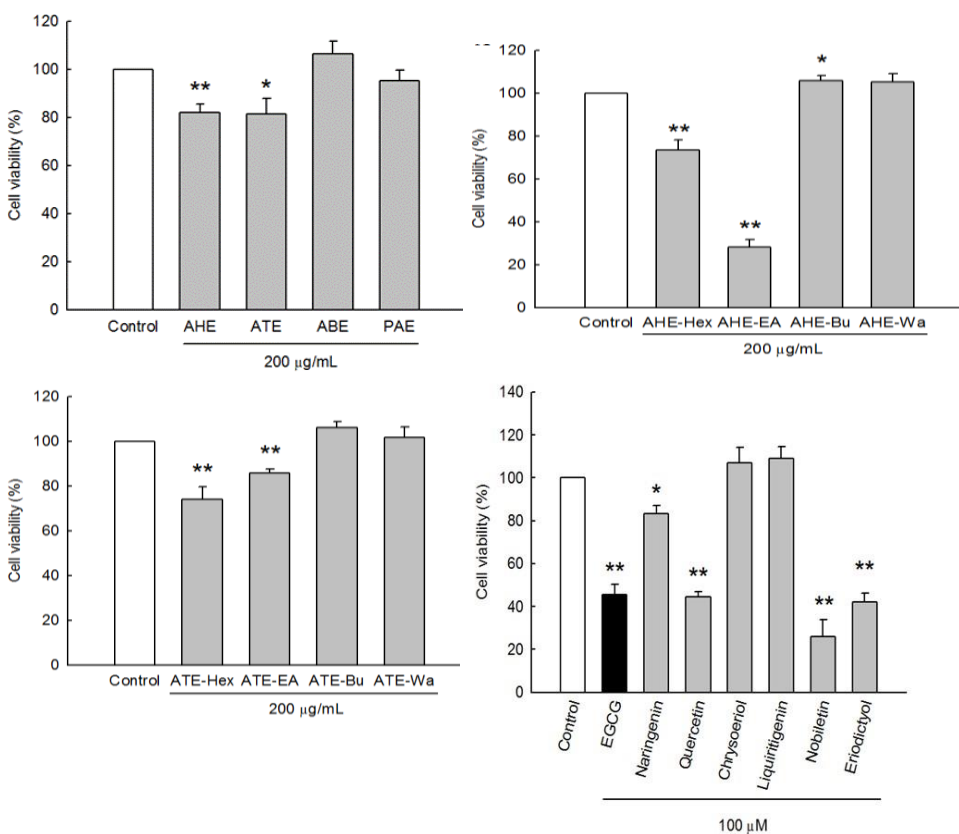 120
100
80
60
40
20
0
Cell viability (%)
**
*
Control
AHE
ATE
ABE
PAE
200 μg/mL
120
100
80
60
40
20
0
Cell viability (%)
**
**
*
Control
AHE-Hex
AHE-EA
AHE-Bu
AHE-Wa
200 μg/mL
120
100
80
60
40
20
0
Cell viability (%)
**
**
Control
ATE-Hex
ATE-EA
ATE-Bu
ATE-Wa
200 μg/mL
140
120
100
80
60
40
20
0
Cell viability (%)
**
*
**
**
**
Control
EGCG
Naringenin
Quercetin
Chrysoeriol
Liquiritigenin
Nobiletin
Eriodictyol
100 μM